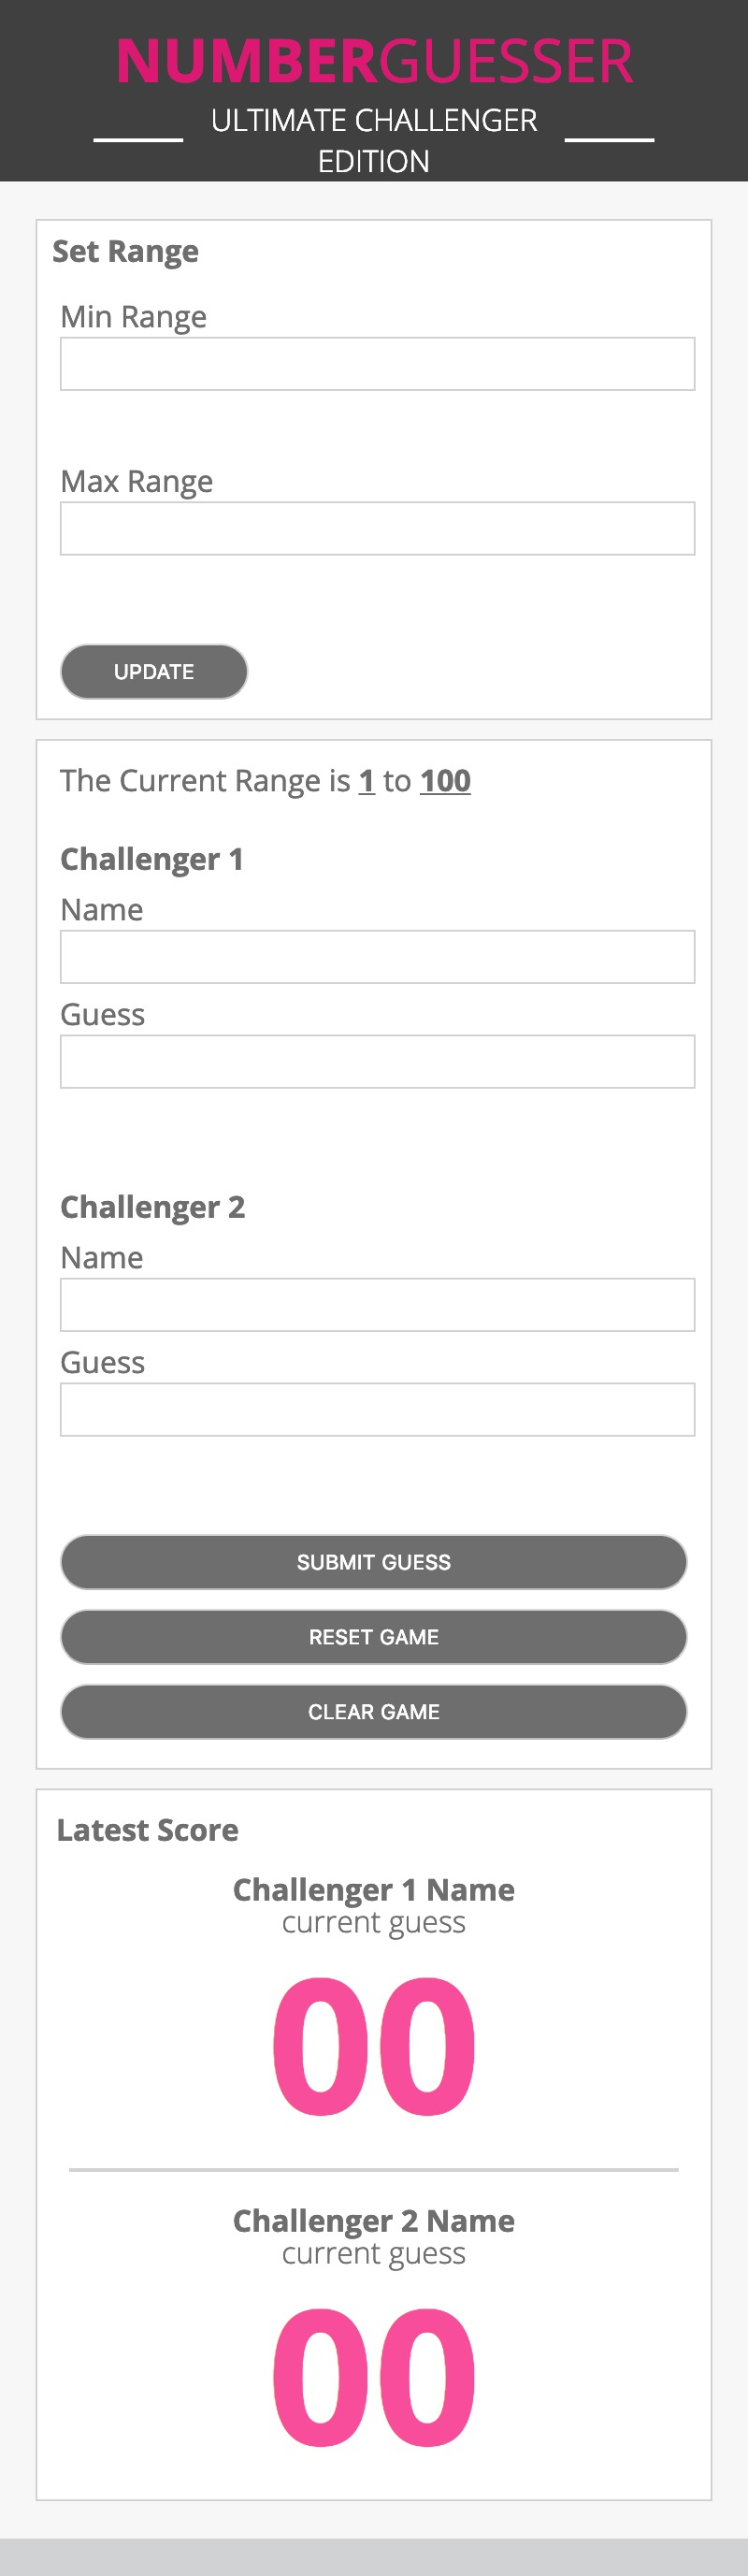 NUMBERGUESSER
ULTIMATE CHALLENGER
EDITION
Set Range
Min Range
Max Range
UPDATE
The Current Range is 1 to 100
Challenger 1
Name
Guess
Challenger 2
Name
Guess
SUBMIT GUESS
RESET GAME
CLEAR GAME
Latest Score
Challenger 1 Name
current guess
00
Challenger 2 Name
current guess
00